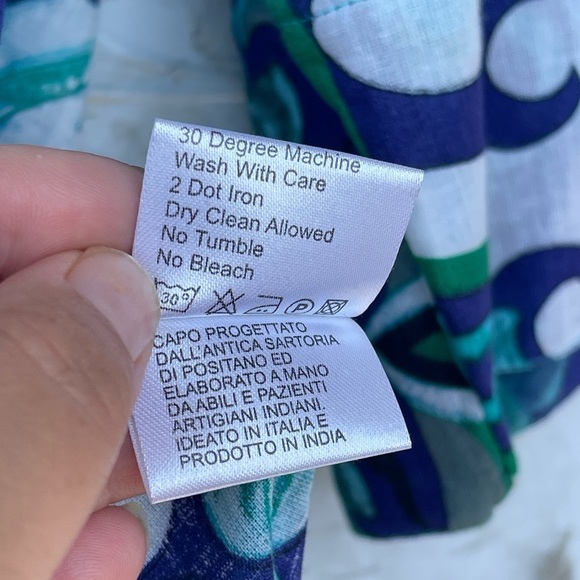 30 Degree Machine
Wash With Care
2 Dot Iron
Dry Clean Allowed
No Tumble
No Bleach
30°
P
CAPO PROGETTATO
DALL'ANTICA SARTORIA
DI POSITANO ED
ELABORATO A MANO
DA ABILI E PAZIENTI
ARTIGIANI INDIANI.
IDEATO IN ITALIA E
PRODOTTO IN INDIA